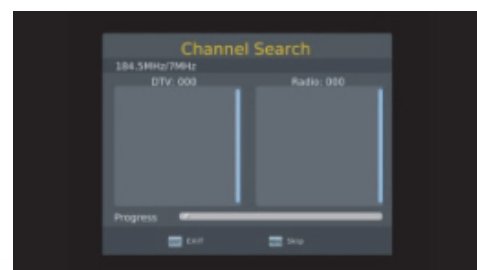 Channel Search
184.5MHz/7MHz
DTV: 000 Radio: 000
Progress
EXIT Skip